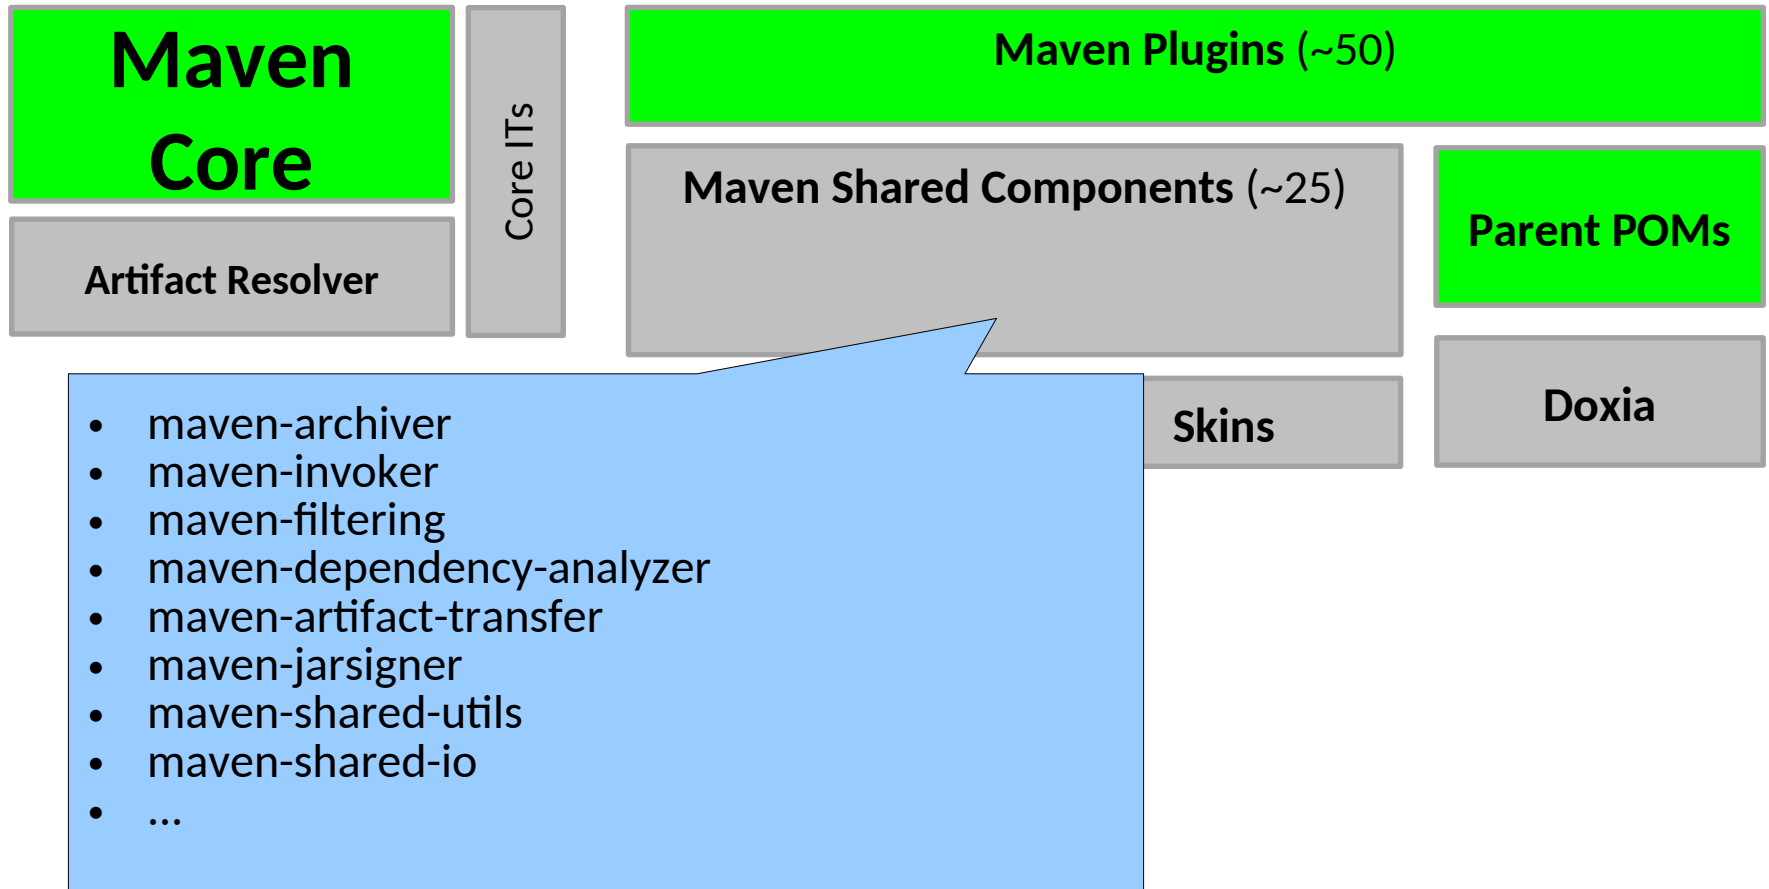 Maven
Core
Core ITs
Artifact Resolver
Maven Plugins (~50)
Maven Shared Components (~25)
Parent POMs
Skins
Doxia
• maven-archiver
• maven-invoker
• maven-filtering
• maven-dependency-analyzer
• maven-artifact-transfer
• maven-jarsigner
• maven-shared-utils
• maven-shared-io
• ...